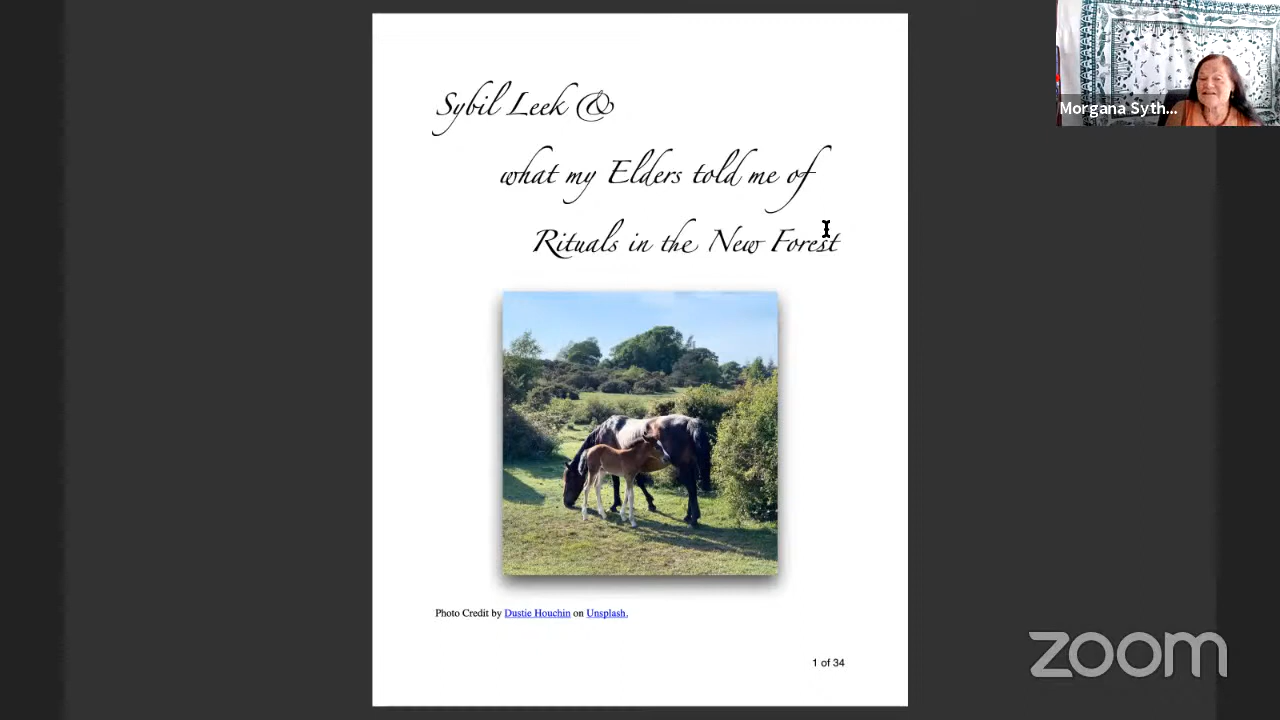 Sybil Leek &
what my Elders told me of
Rituals in the New Forest
Photo Credit by Dustie Houchin on Unsplash.
1 of 34
Morgana Syth...
zoom